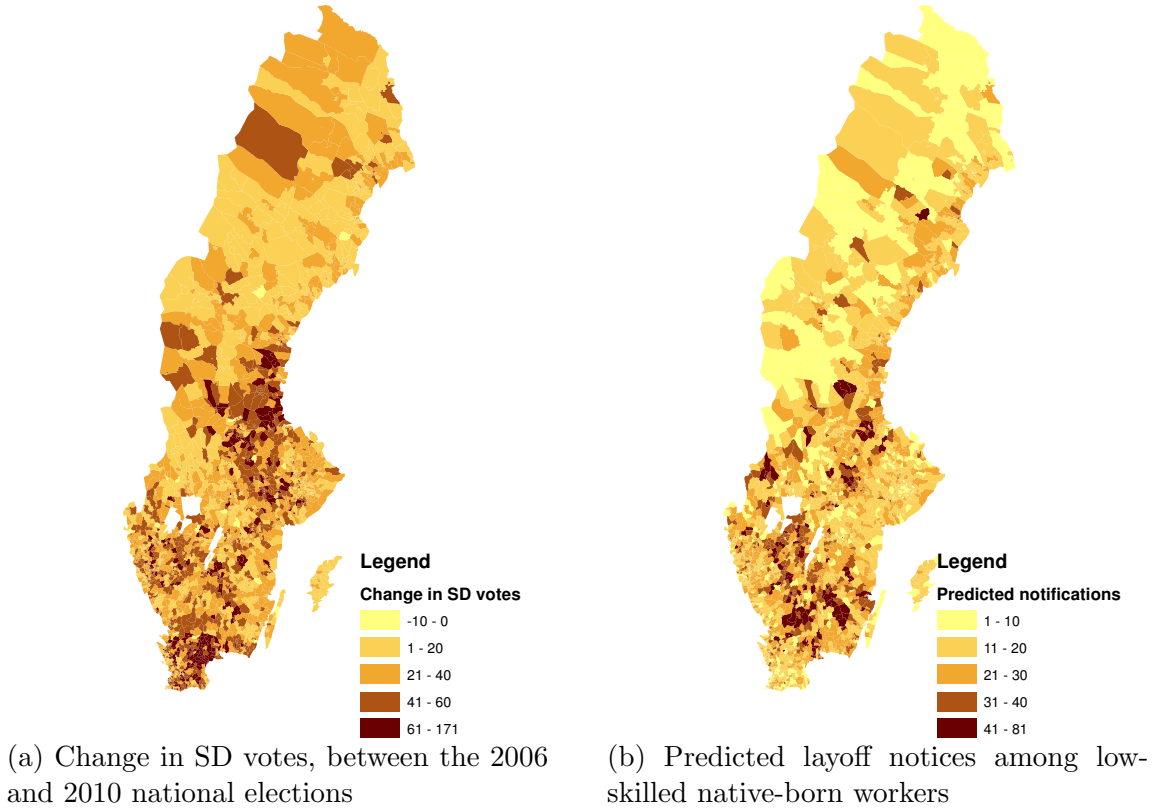 Legend
Change in SD votes
-10 - 0
1 - 20
21 - 40
41 - 60
61 - 171
Legend
Predicted notifications
1 - 10
11 - 20
21 - 30
31 - 40
41 - 81
(a) Change in SD votes, between the 2006
and 2010 national elections
(b) Predicted layoff notices among low-
skilled native-born workers